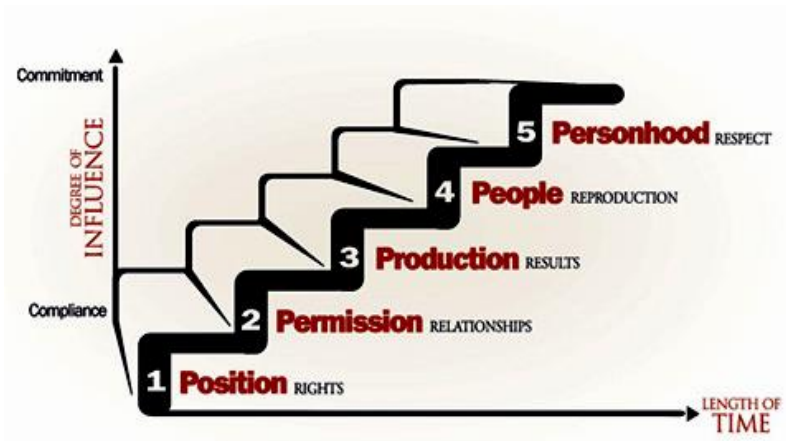 Commitment
DEGREE OF
INFLUENCE
Compliance
5 Personhood RESPECT
4 People REPRODUCTION
3 Production RESULTS
2 Permission RELATIONSHIPS
1 Position RIGHTS
LENGTH OF
TIME